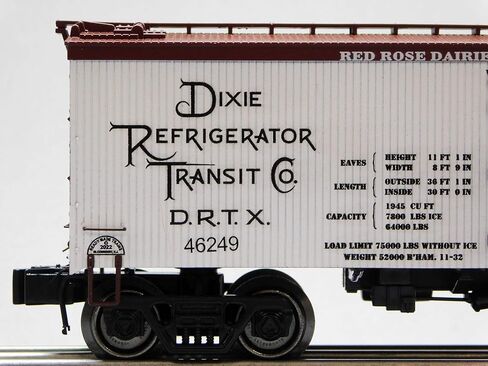 RED ROSE DAIRIE
DIXIE
REFRIGERATOR
TRANSIT CO.
D.R.T.X.
46249
EAVES { HEIGHT 11 FT 1 IN
WIDTH 8 FT 9 IN
LENGTH { OUTSIDE 36 FT 1 IN
INSIDE 30 FT 0 IN
CAPACITY { 1945 CU FT
7800 LBS ICE
64000 LBS
LOAD LIMIT 75000 LBS WITHOUT ICE
WEIGHT 52000 B'HAM. 11-32
2022